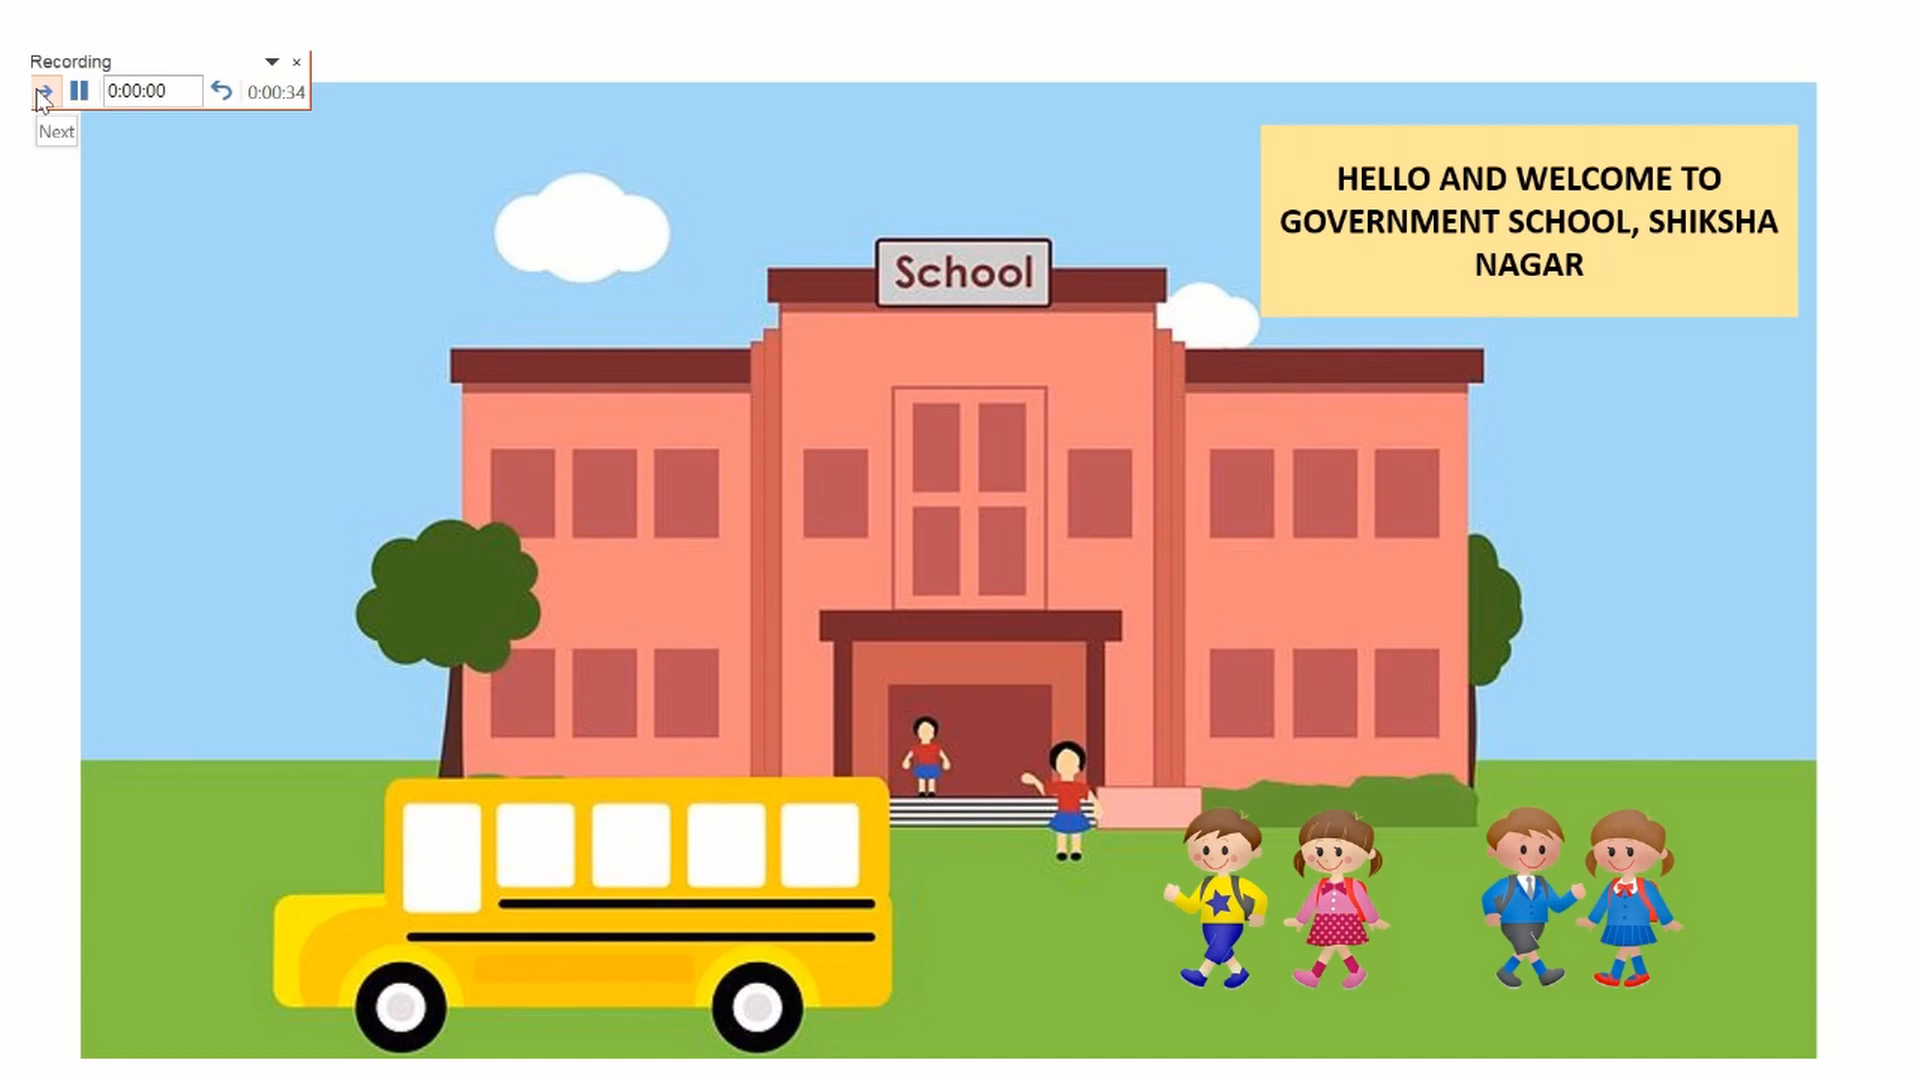 Recording
0:00:00 0:00:34
Next
HELLO AND WELCOME TO
GOVERNMENT SCHOOL, SHIKSHA
NAGAR
School